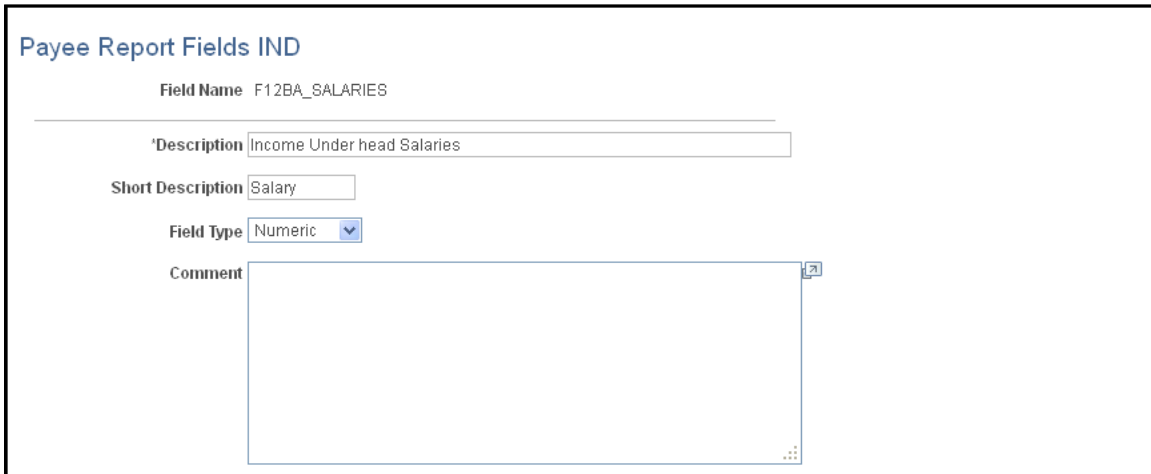 Payee Report Fields IND
Field Name F12BA_SALARIES
*Description Income Under head Salaries
Short Description Salary
Field Type Numeric
Comment